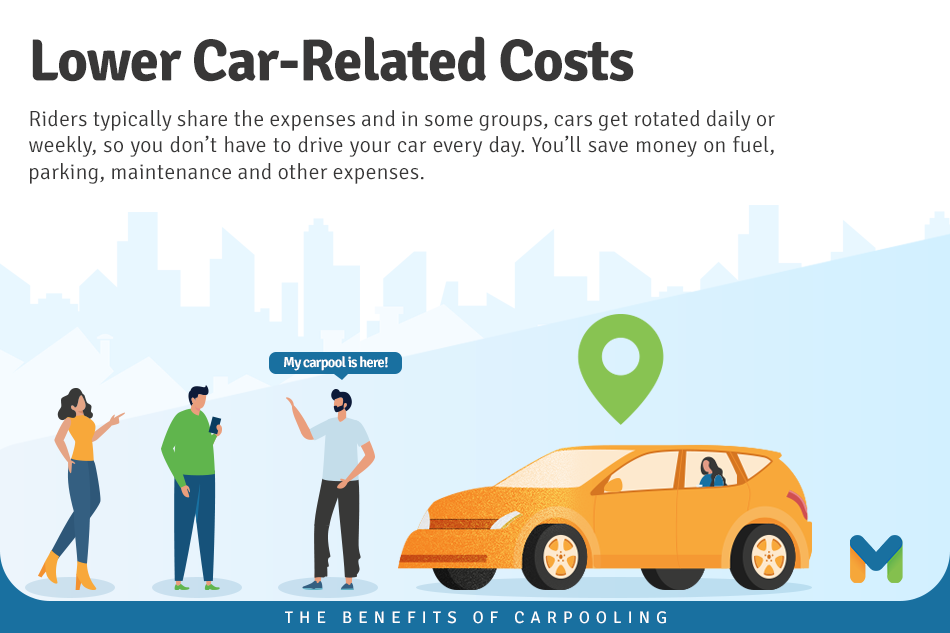 Lower Car-Related Costs
Riders typically share the expenses and in some groups, cars get rotated daily or
weekly, so you don’t have to drive your car every day. You’ll save money on fuel,
parking, maintenance and other expenses.
My carpool is here!
THE BENEFITS OF CARPOOLING